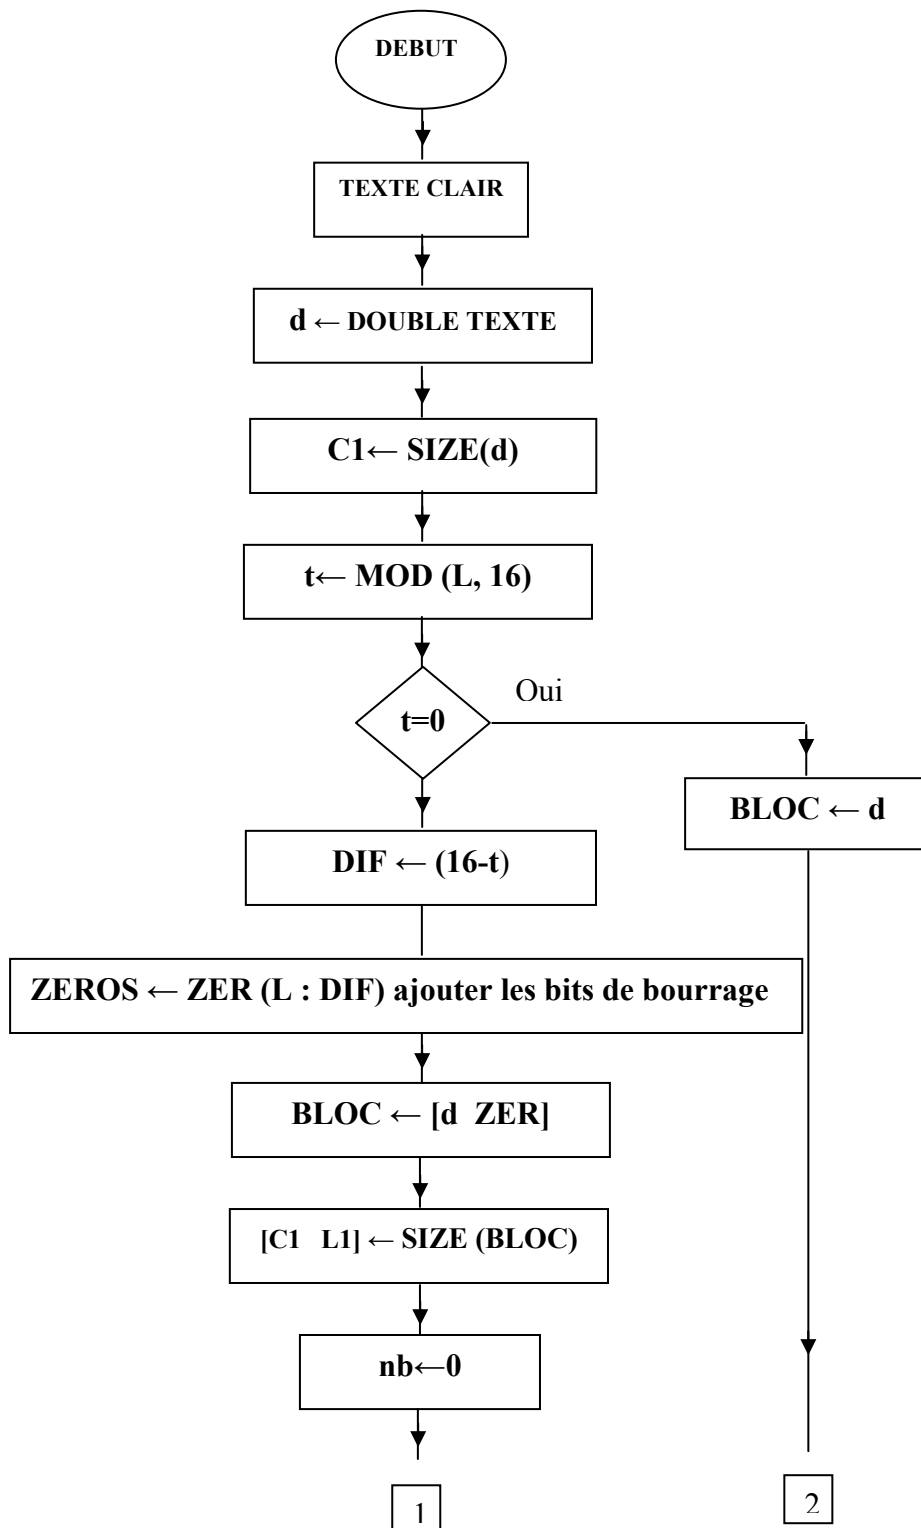 DEBUT
TEXTE CLAIR
d ← DOUBLE TEXTE
C1← SIZE(d)
t← MOD (L, 16)
Oui
t=0
BLOC ← d
DIF ← (16-t)
ZEROS ← ZER (L : DIF) ajouter les bits de bourrage
BLOC ← [d ZER]
[C1 L1] ← SIZE (BLOC)
nb←0
1
2